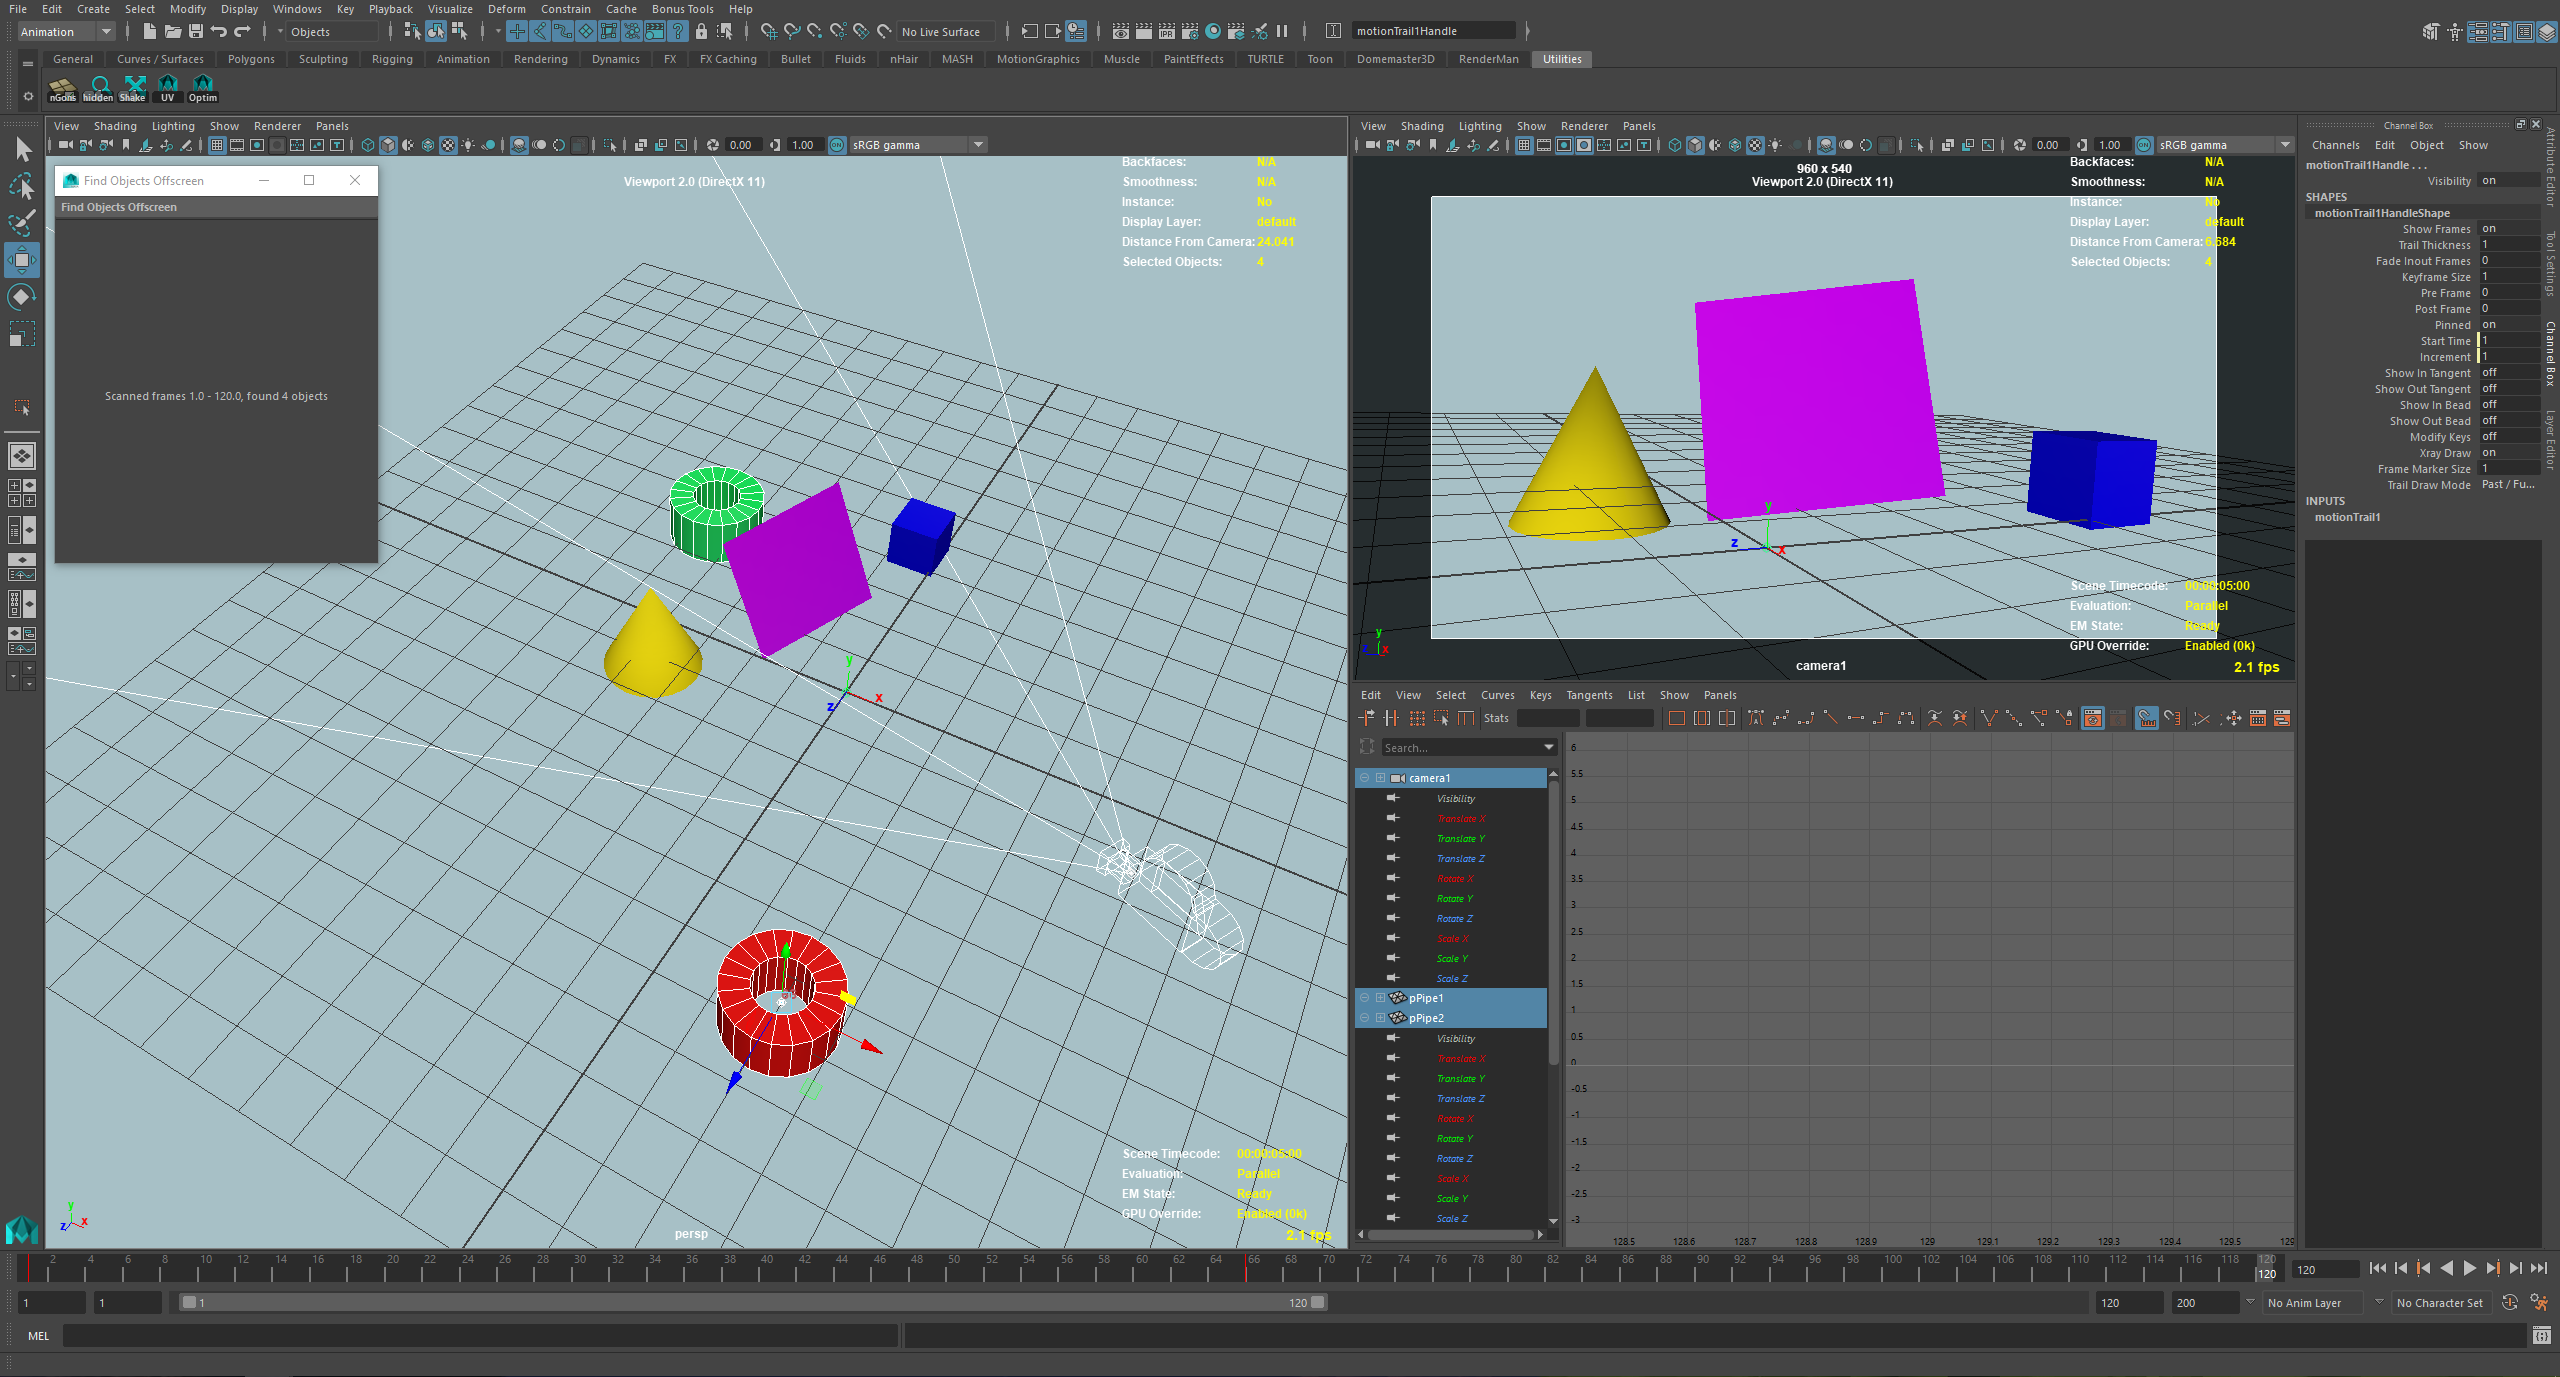 File Edit Create Select Modify Display Windows Key Playback Visualize Deform Constrain Cache Bonus Tools Help
Animation Objects No Live Surface motionTrail1Handle
General Curves / Surfaces Polygons Sculpting Rigging Animation Rendering Dynamics FX FX Caching Bullet Fluids nHair MASH MotionGraphics Muscle PaintEffects TURTLE Toon Domemaster3D RenderMan Utilities
nGons hidden Shake UV Optim
View Shading Lighting Show Renderer Panels
0.00 1.00 sRGB gamma
Find Objects Offscreen
Find Objects Offscreen
Scanned frames 1.0 - 120.0, found 4 objects
Viewport 2.0 (DirectX 11)
Backfaces: N/A
Smoothness: N/A
Instance: No
Display Layer: default
Distance From Camera: 24.041
Selected Objects: 4
y
x
z
Scene Timecode: 00:00:05:00
Evaluation: Parallel
EM State: Ready
GPU Override: Enabled (0k)
2.1 fps
persp
y
z x
View Shading Lighting Show Renderer Panels
0.00 1.00 sRGB gamma
960 x 540
Viewport 2.0 (DirectX 11)
Backfaces: N/A
Smoothness: N/A
Instance: No
Display Layer: default
Distance From Camera: 6.684
Selected Objects: 4
y
z x
Scene Timecode: 00:00:05:00
Evaluation: Parallel
EM State: Ready
GPU Override: Enabled (0k)
2.1 fps
camera1
y
z x
Edit View Select Curves Keys Tangents List Show Panels
Stats
Search...
camera1
Visibility
Translate X
Translate Y
Translate Z
Rotate X
Rotate Y
Rotate Z
Scale X
Scale Y
Scale Z
pPipe1
pPipe2
Visibility
Translate X
Translate Y
Translate Z
Rotate X
Rotate Y
Rotate Z
Scale X
Scale Y
Scale Z
6
5.5
5
4.5
4
3.5
3
2.5
2
1.5
1
0.5
0
-0.5
-1
-1.5
-2
-2.5
-3
128.5 128.6 128.7 128.8 128.9 129 129.1 129.2 129.3 129.4 129.5 129
Channel Box
Channels Edit Object Show
motionTrail1Handle . . .
Visibility on
SHAPES
motionTrail1HandleShape
Show Frames on
Trail Thickness 1
Fade Inout Frames 0
Keyframe Size 1
Pre Frame 0
Post Frame 0
Pinned on
Start Time 1
Increment 1
Show In Tangent off
Show Out Tangent off
Show In Bead off
Show Out Bead off
Modify Keys off
Xray Draw on
Frame Marker Size 1
Trail Draw Mode Past / Fu...
INPUTS
motionTrail1
Attribute Editor
Tool Settings
Channel Box
Layer Editor
2 4 6 8 10 12 14 16 18 20 22 24 26 28 30 32 34 36 38 40 42 44 46 48 50 52 54 56 58 60 62 64 66 68 70 72 74 76 78 80 82 84 86 88 90 92 94 96 98 100 102 104 106 108 110 112 114 116 118 120
120 120
1 1 1 120 120 200 No Anim Layer No Character Set
MEL